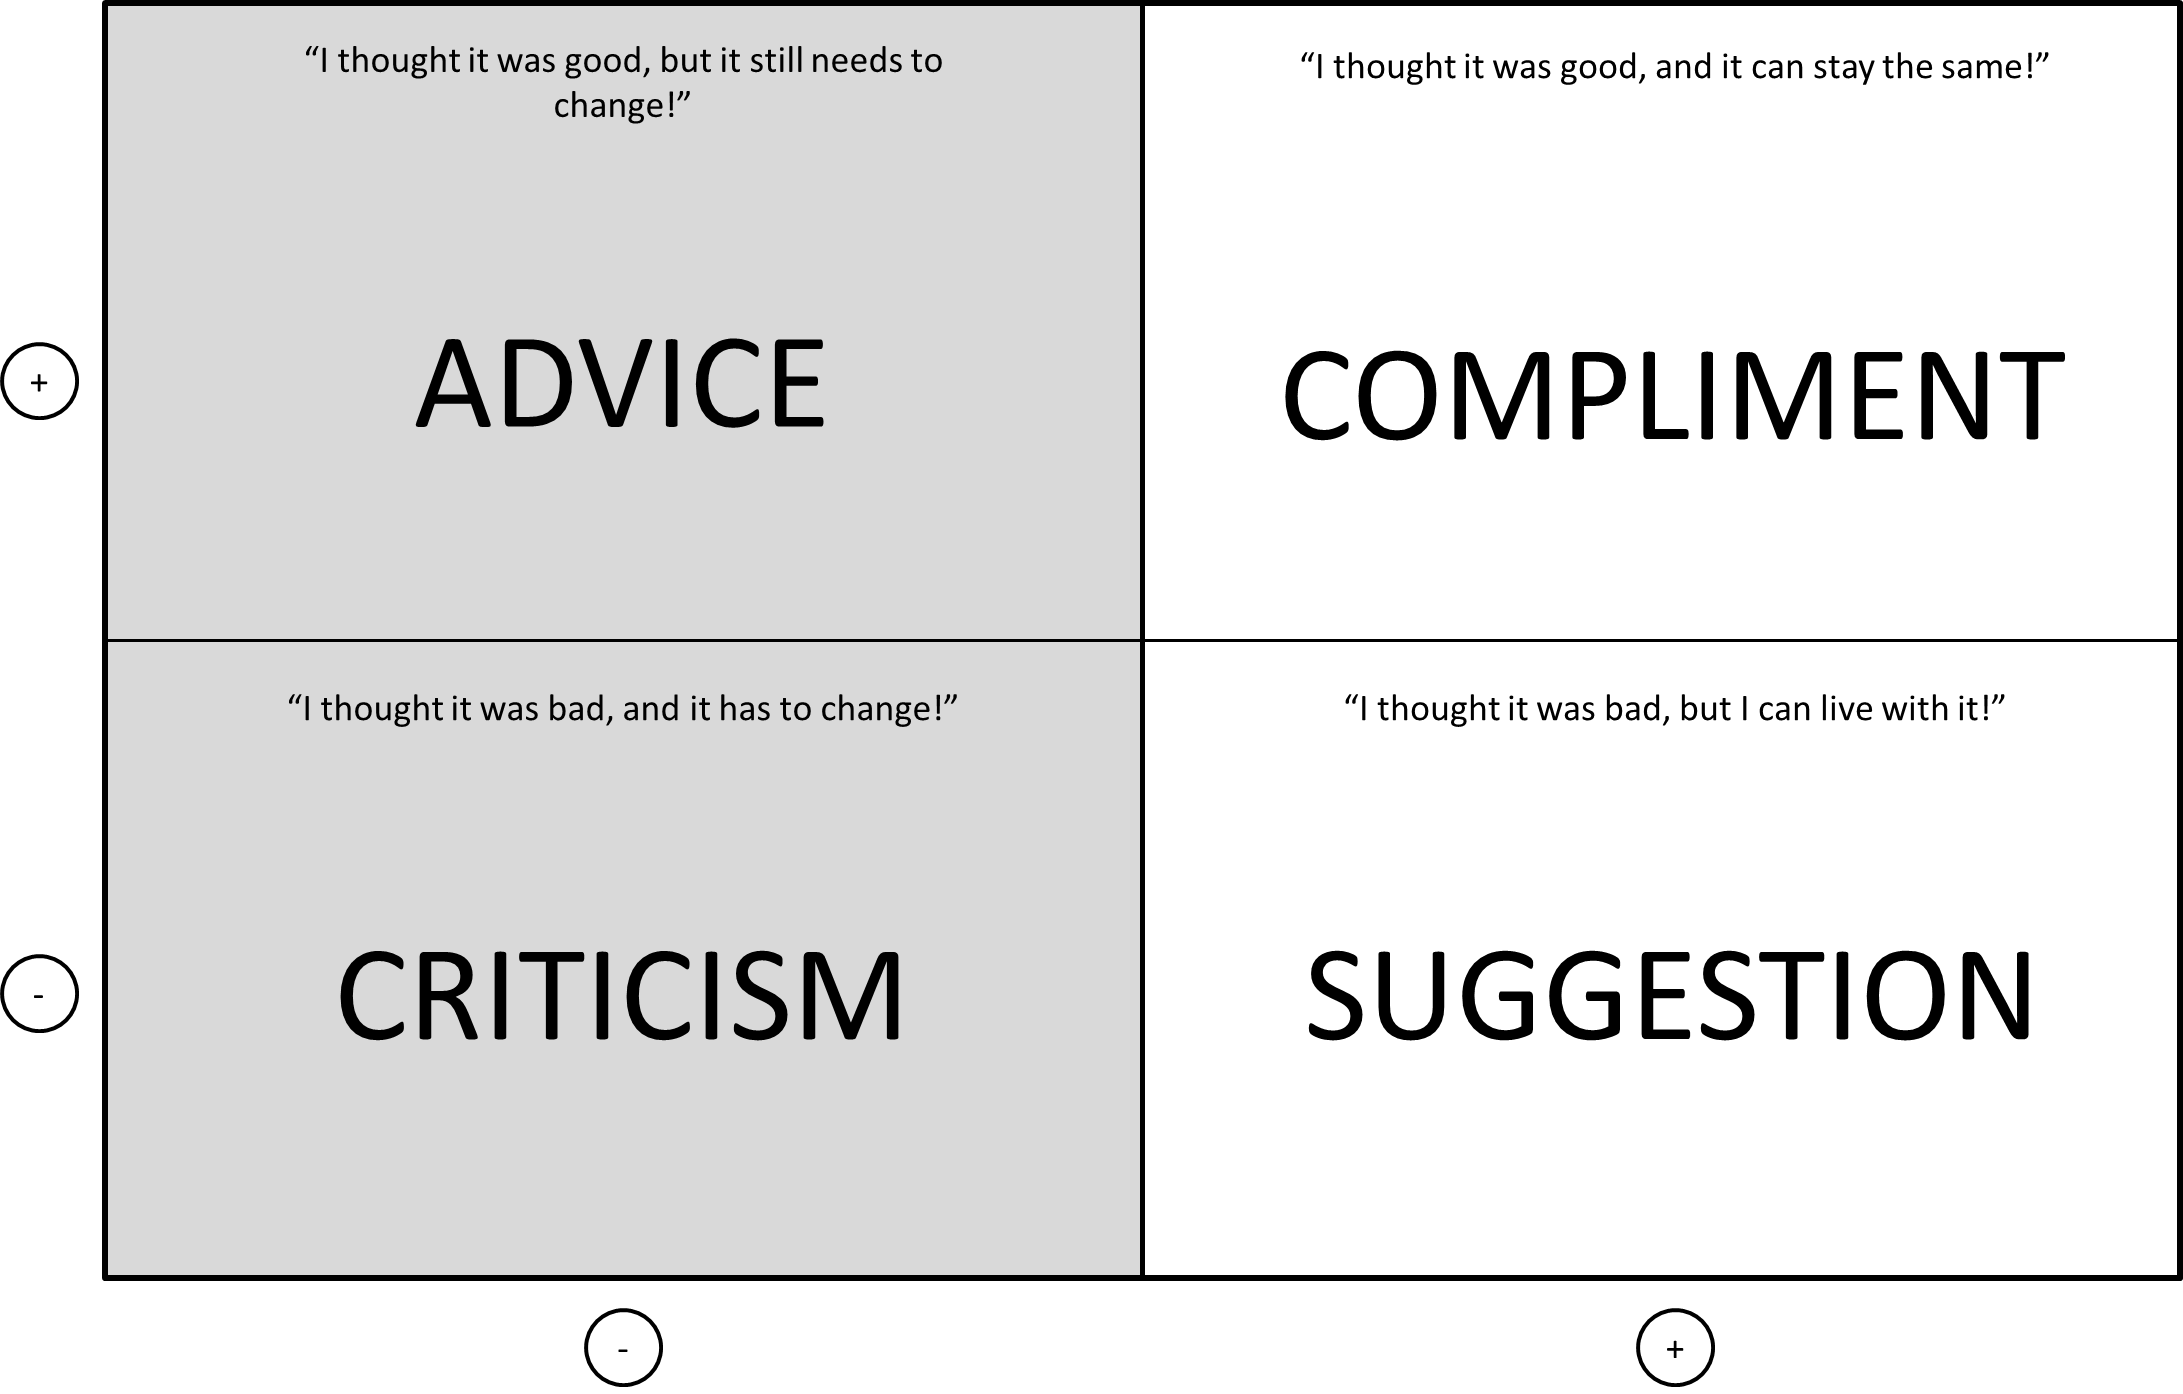 “I thought it was good, but it still needs to
change!”
“I thought it was good, and it can stay the same!”
+
ADVICE
COMPLIMENT
“I thought it was bad, and it has to change!”
“I thought it was bad, but I can live with it!”
-
CRITICISM
SUGGESTION
-
+